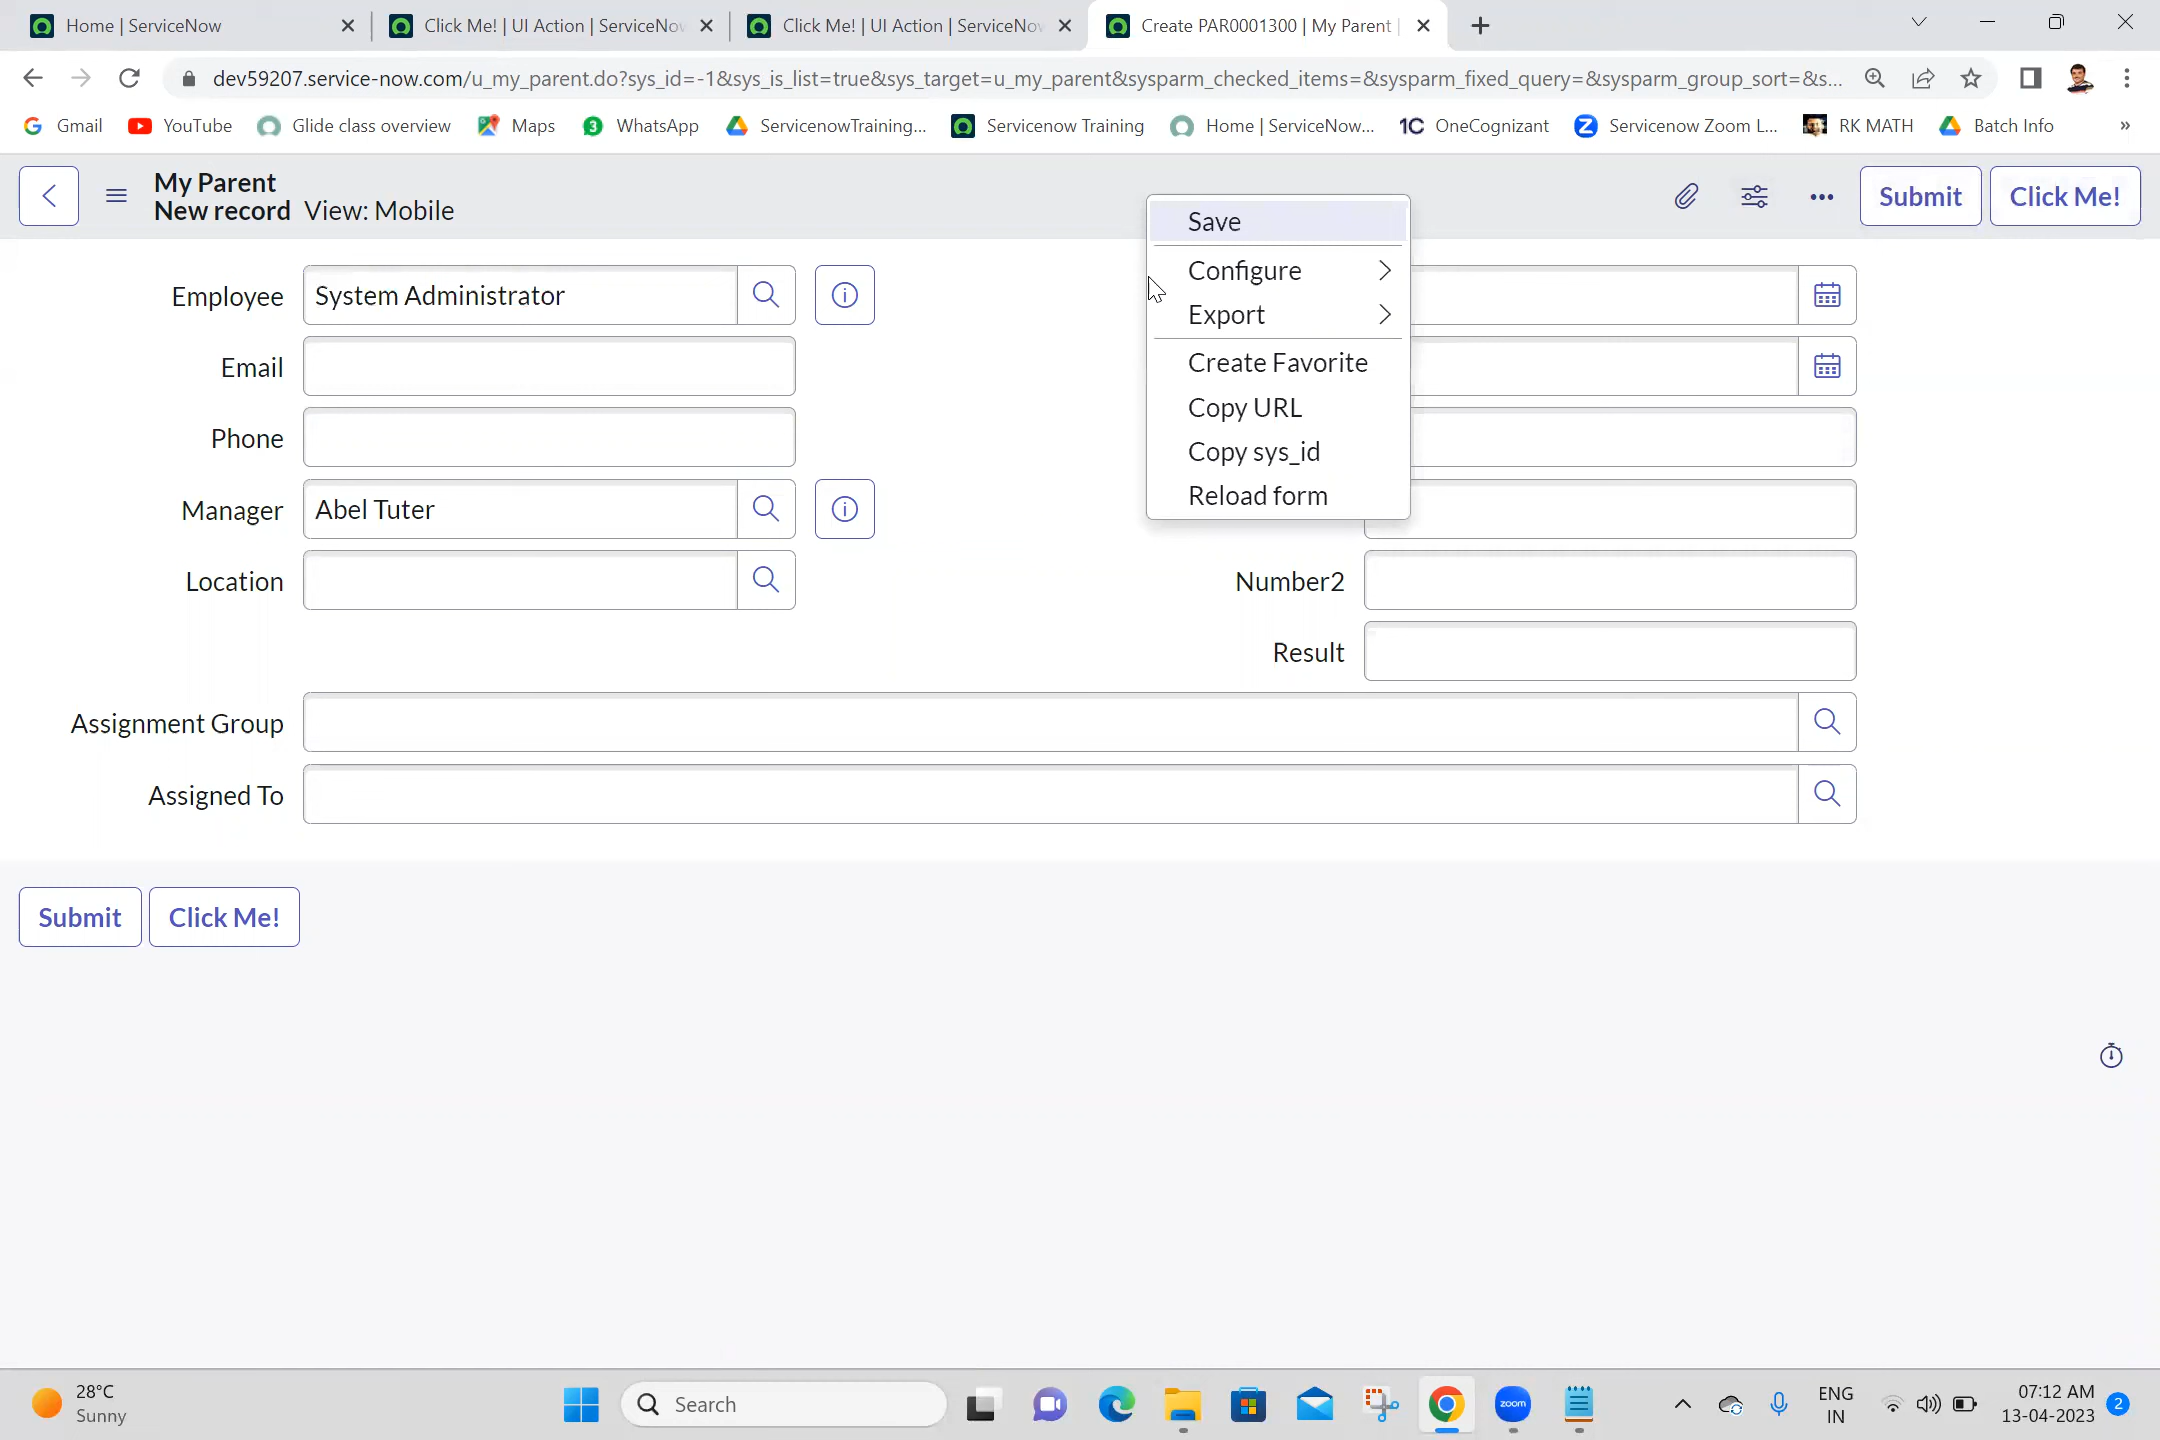 Home | ServiceNow
Click Me! | UI Action | ServiceNow
Click Me! | UI Action | ServiceNow
Create PAR0001300 | My Parent |
dev59207.service-now.com/u_my_parent.do?sys_id=-1&sys_is_list=true&sys_target=u_my_parent&sysparm_checked_items=&sysparm_fixed_query=&sysparm_group_sort=&s...
Gmail
YouTube
Glide class overview
Maps
3
WhatsApp
ServicenowTraining...
Servicenow Training
Home | ServiceNow...
1C
OneCognizant
Z
Servicenow Zoom L...
RK MATH
Batch Info
»
My Parent
New record View: Mobile
Submit
Click Me!
Save
Configure
Export
Create Favorite
Copy URL
Copy sys_id
Reload form
Employee
System Administrator
Email
Phone
Manager
Abel Tuter
Location
Number2
Result
Assignment Group
Assigned To
Submit
Click Me!
28°C
Sunny
Search
zoom
ENG
IN
07:12 AM
13-04-2023
2